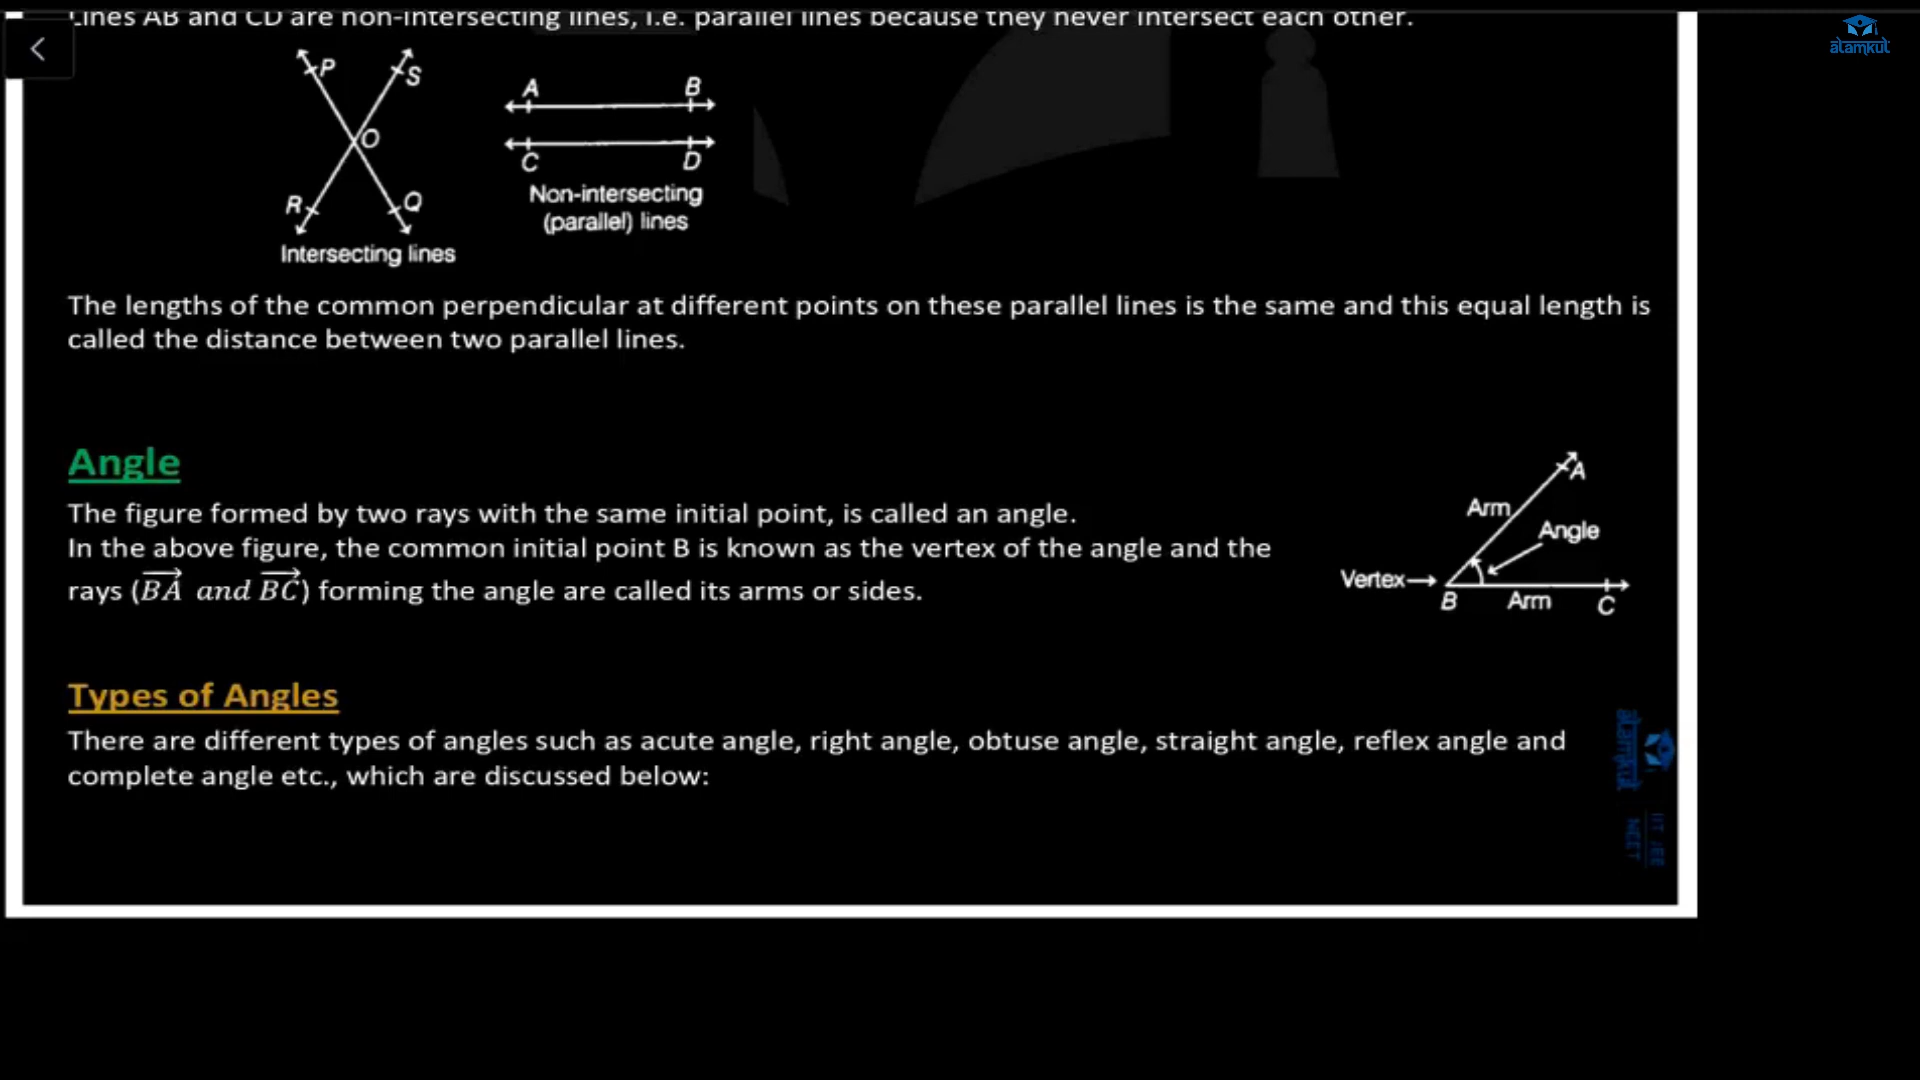 Lines AB and CD are non-intersecting lines, i.e. parallel lines because they never intersect each other.
alamkul
P
S
O
R
Q
Intersecting lines
A
B
C
D
Non-intersecting
(parallel) lines
The lengths of the common perpendicular at different points on these parallel lines is the same and this equal length is
called the distance between two parallel lines.
Angle
The figure formed by two rays with the same initial point, is called an angle.
In the above figure, the common initial point B is known as the vertex of the angle and the
rays (BA and BC) forming the angle are called its arms or sides.
A
Arm
Angle
Vertex
B
Arm
C
Types of Angles
There are different types of angles such as acute angle, right angle, obtuse angle, straight angle, reflex angle and
complete angle etc., which are discussed below:
alamkul
IIT JEE
NEET